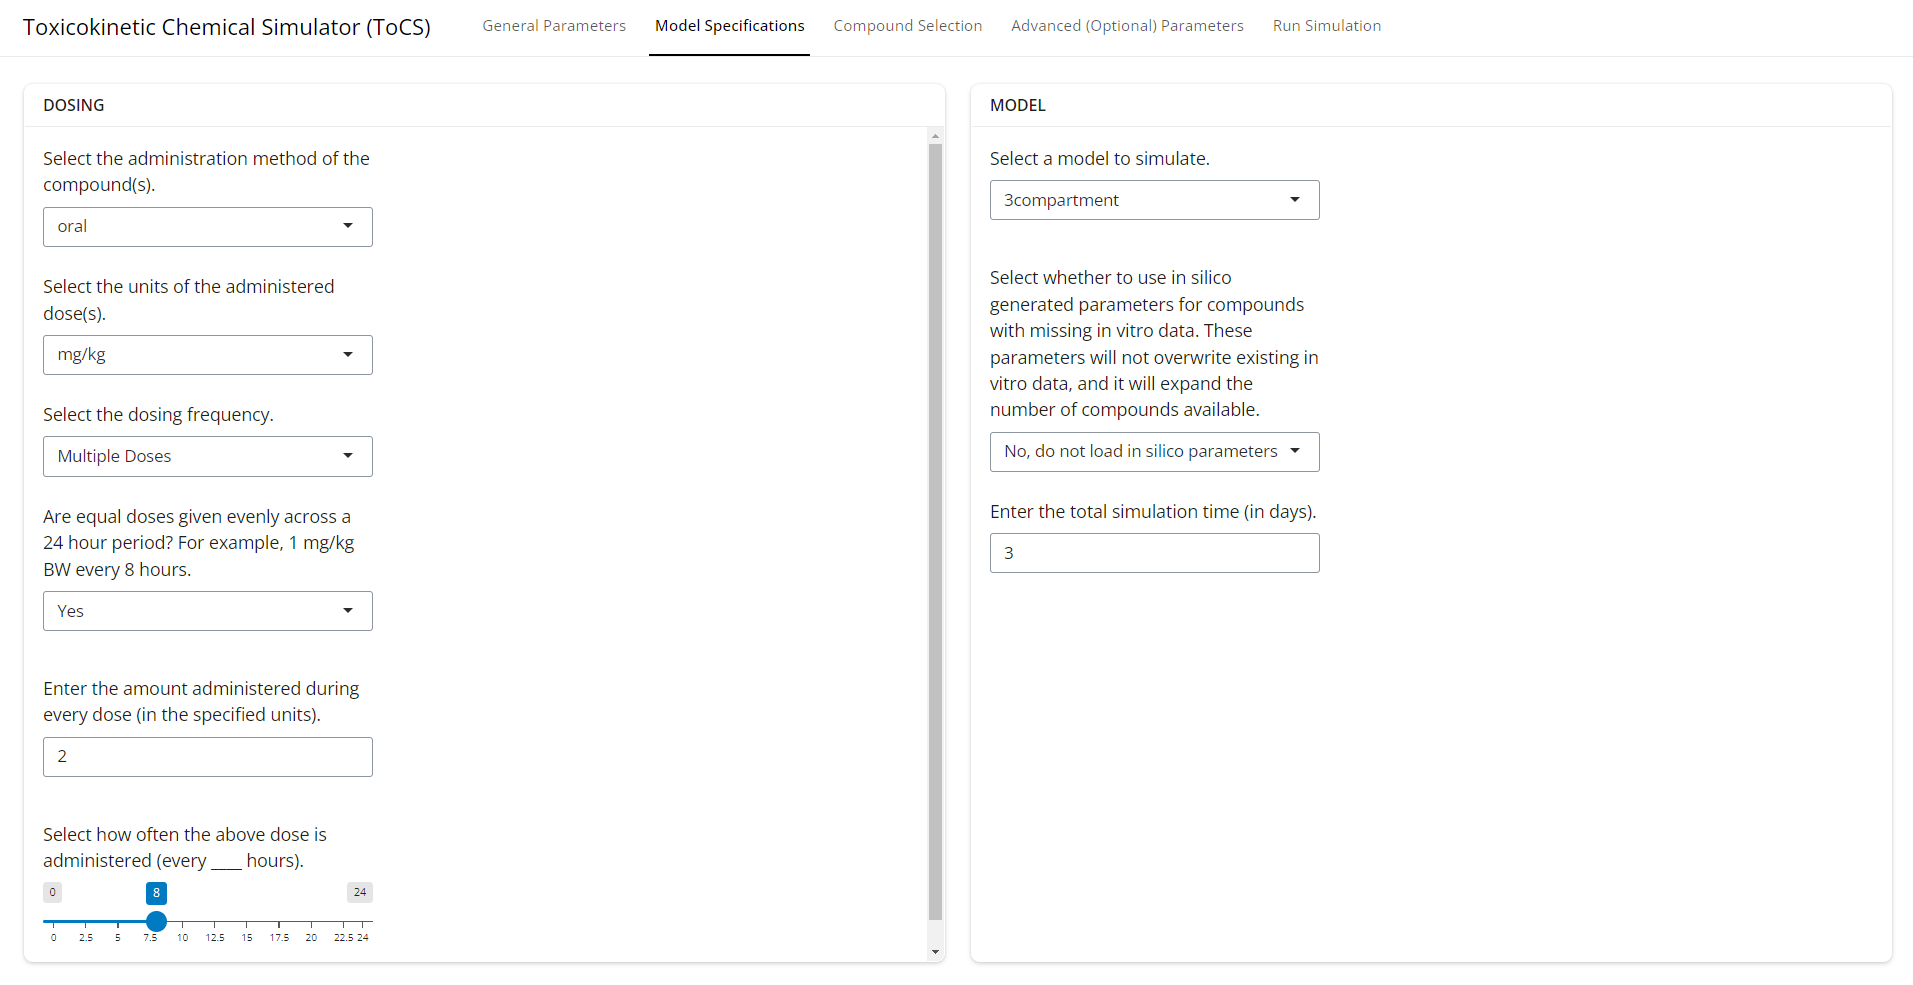 Toxicokinetic Chemical Simulator (ToCS)
General Parameters
Model Specifications
Compound Selection
Advanced (Optional) Parameters
Run Simulation
DOSING
Select the administration method of the
compound(s).
oral
Select the units of the administered
dose(s).
mg/kg
Select the dosing frequency.
Multiple Doses
Are equal doses given evenly across a
24 hour period? For example, 1 mg/kg
BW every 8 hours.
Yes
Enter the amount administered during
every dose (in the specified units).
2
Select how often the above dose is
administered (every ____ hours).
0 8 24
0 2.5 5 7.5 10 12.5 15 17.5 20 22.5 24
MODEL
Select a model to simulate.
3compartment
Select whether to use in silico
generated parameters for compounds
with missing in vitro data. These
parameters will not overwrite existing in
vitro data, and it will expand the
number of compounds available.
No, do not load in silico parameters
Enter the total simulation time (in days).
3